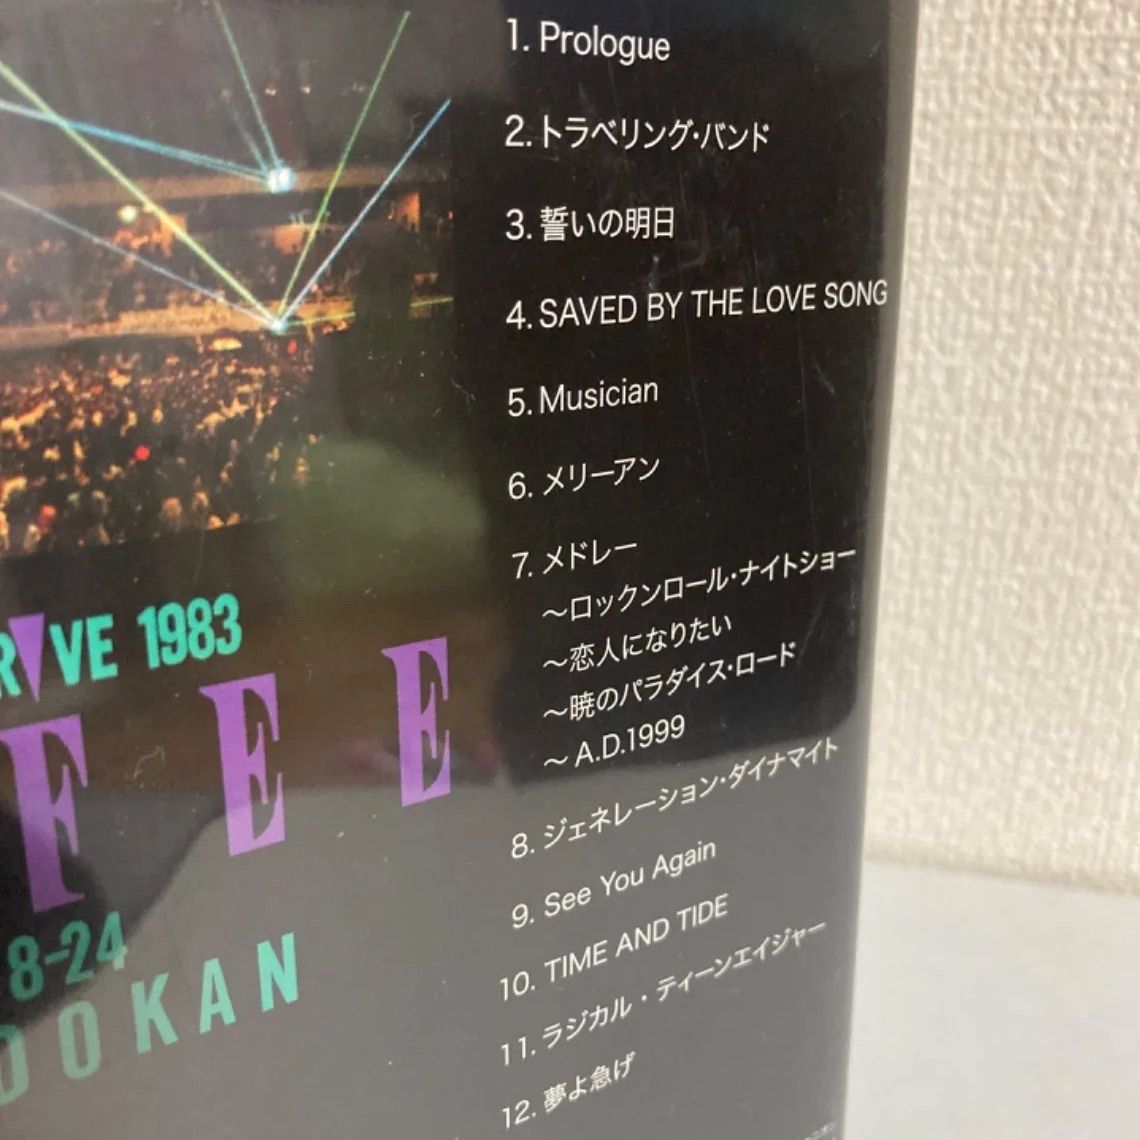 1. Prologue
2. トラベリング・バンド
3. 誓いの明日
4. SAVED BY THE LOVE SONG
5. Musician
6. メリーアン
7. メドレー
～ロックンロール・ナイトショー
～恋人になりたい
～暁のパラダイス・ロード
～A.D.1999
8. ジェネレーション・ダイナマイト
9. See You Again
10. TIME AND TIDE
11. ラジカル・ティーンエイジャー
12. 夢よ急げ
R VE 1983
FEE
8-24
OOKAN